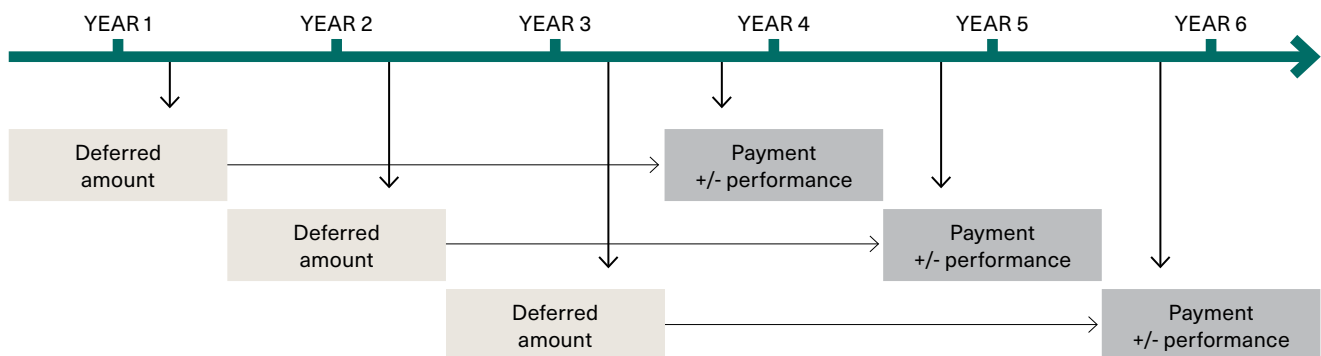 YEAR 1 YEAR 2 YEAR 3 YEAR 4 YEAR 5 YEAR 6
Deferred
amount
Payment
+/- performance
Deferred
amount
Payment
+/- performance
Deferred
amount
Payment
+/- performance